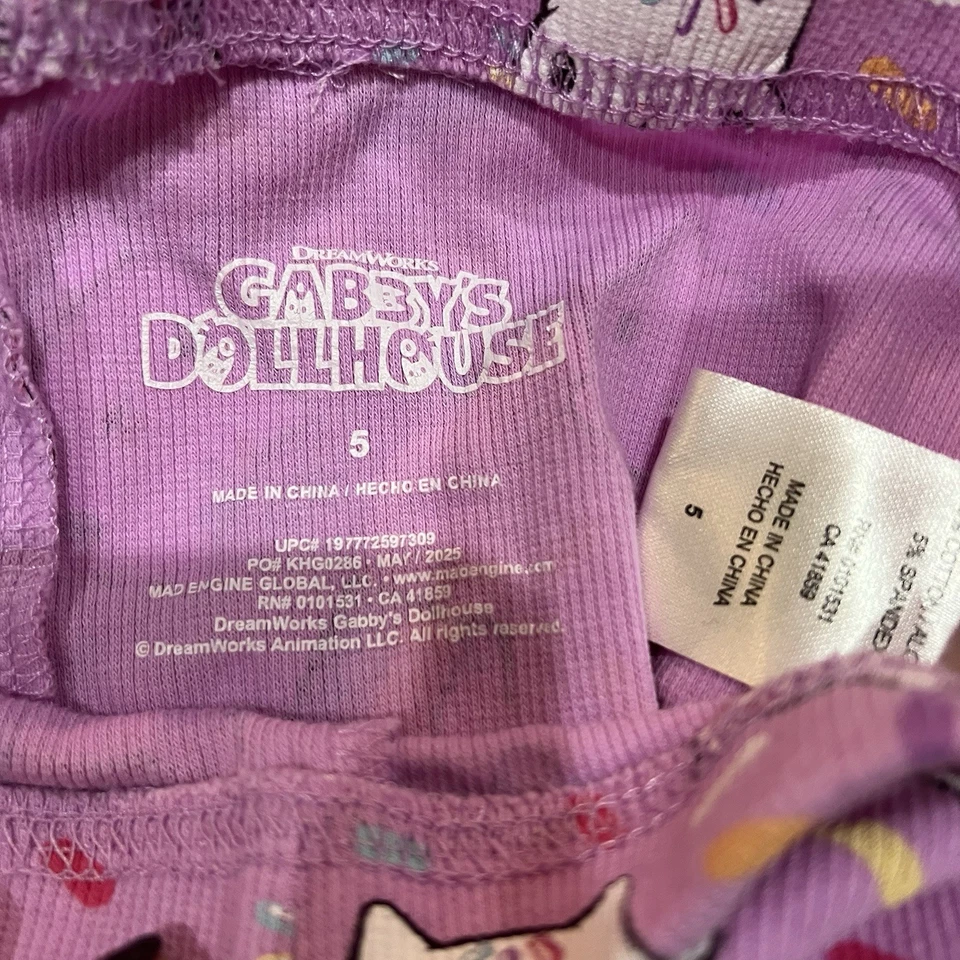 DREAMWORKS
GABBY'S
DOLLHOUSE
5
MADE IN CHINA / HECHO EN CHINA
UPC# 197772597309
PO# KHG0286 • MAY / 2025
MAD ENGINE GLOBAL, LLC. • www.madengine.com
RN# 0101531 • CA 41859
DreamWorks Gabby's Dollhouse
© DreamWorks Animation LLC. All rights reserved.
5% SPANDEX
RN# 0101531
CA 41859
MADE IN CHINA
HECHO EN CHINA
5